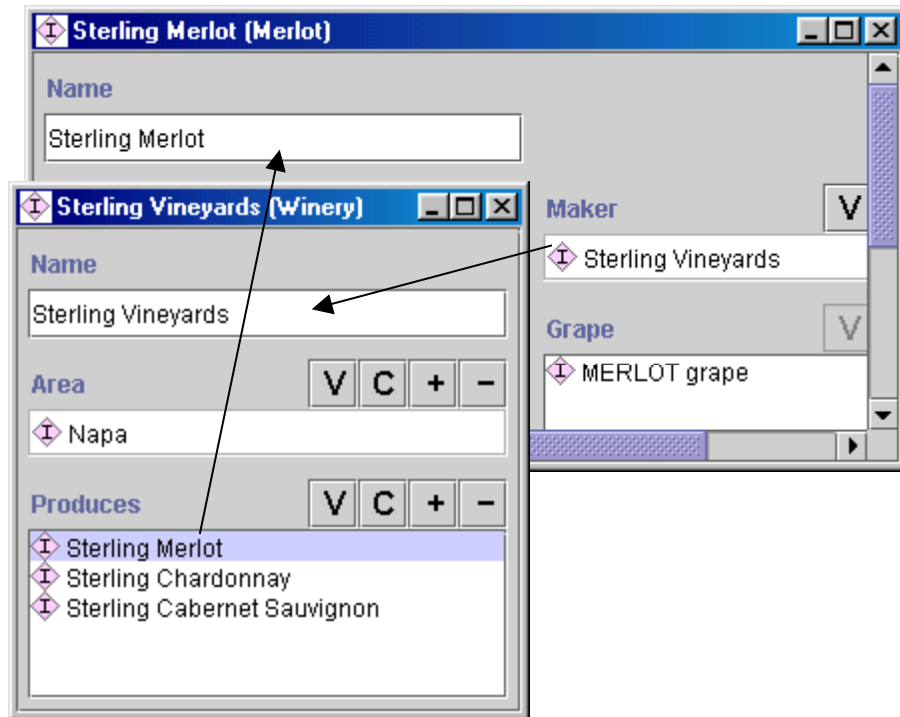 Sterling Merlot (Merlot)
Name
Sterling Merlot
Maker V
Sterling Vineyards
Grape V
MERLOT grape
Sterling Vineyards (Winery)
Name
Sterling Vineyards
Area V C + −
Napa
Produces V C + −
Sterling Merlot
Sterling Chardonnay
Sterling Cabernet Sauvignon